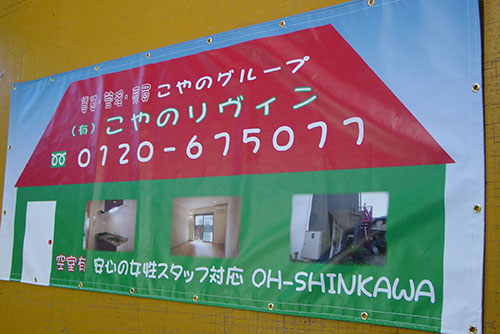 こやのグループ
(有) こやのリヴィン
0120-675077
空室有 安心の女性スタッフ対応 OH-SHINKAWA